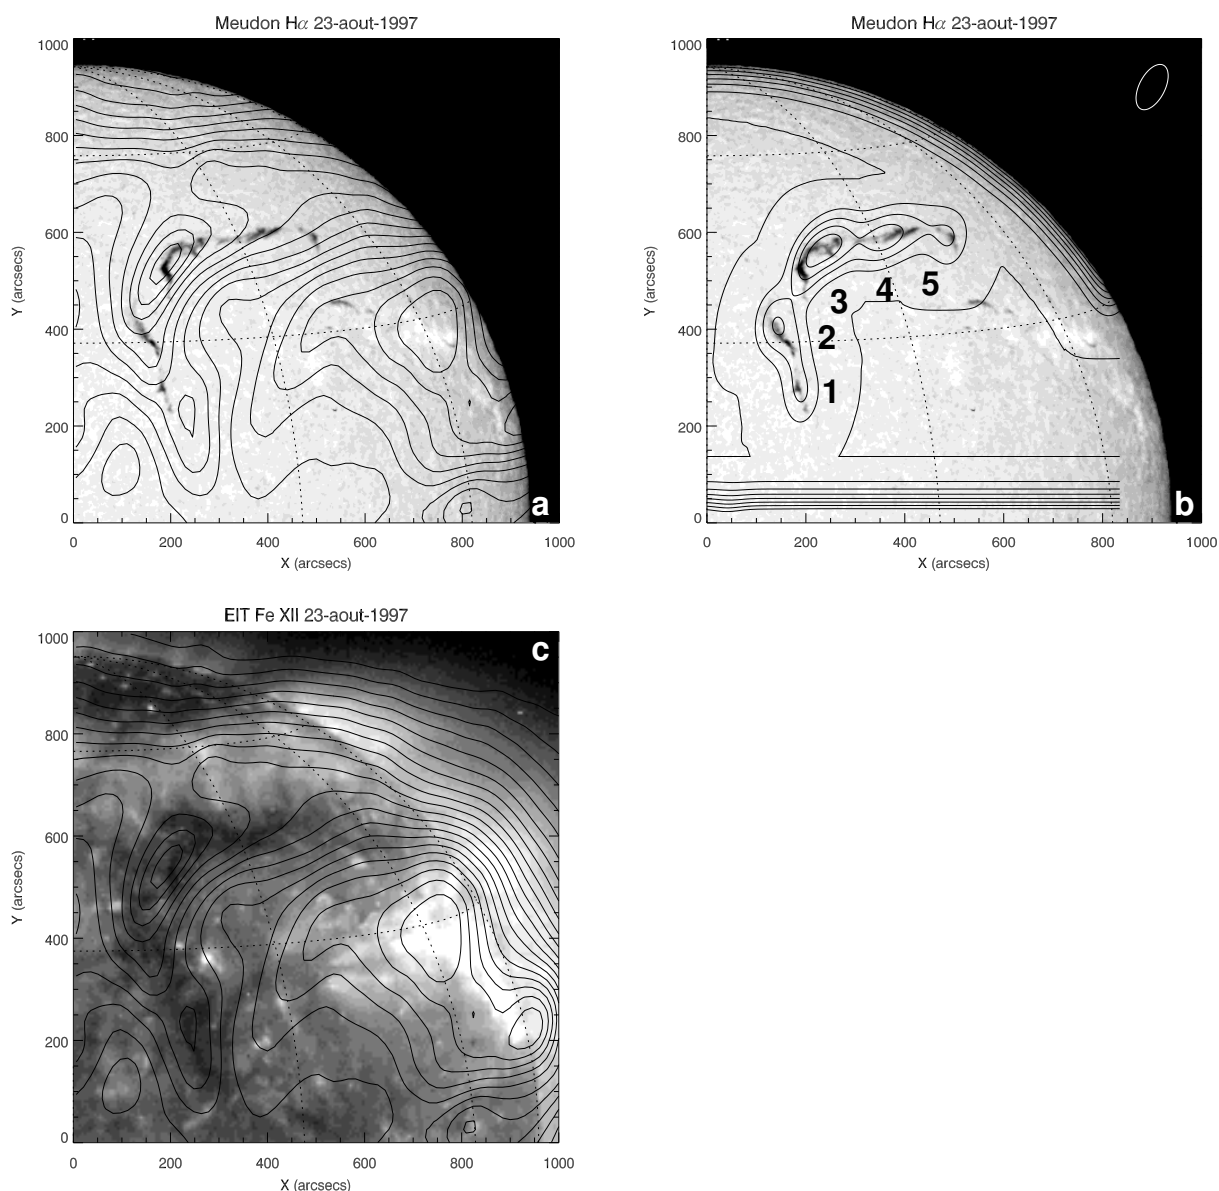 Meudon Hα 23-aout-1997
1000
800
600
400
200
0
Y (arcsecs)
a
0 200 400 600 800 1000
X (arcsecs)
Meudon Hα 23-aout-1997
1000
800
600
400
200
0
Y (arcsecs)
5
4
3
2
1
b
0 200 400 600 800 1000
X (arcsecs)
EIT Fe XII 23-aout-1997
c
1000
800
600
400
200
0
Y (arcsecs)
0 200 400 600 800 1000
X (arcsecs)